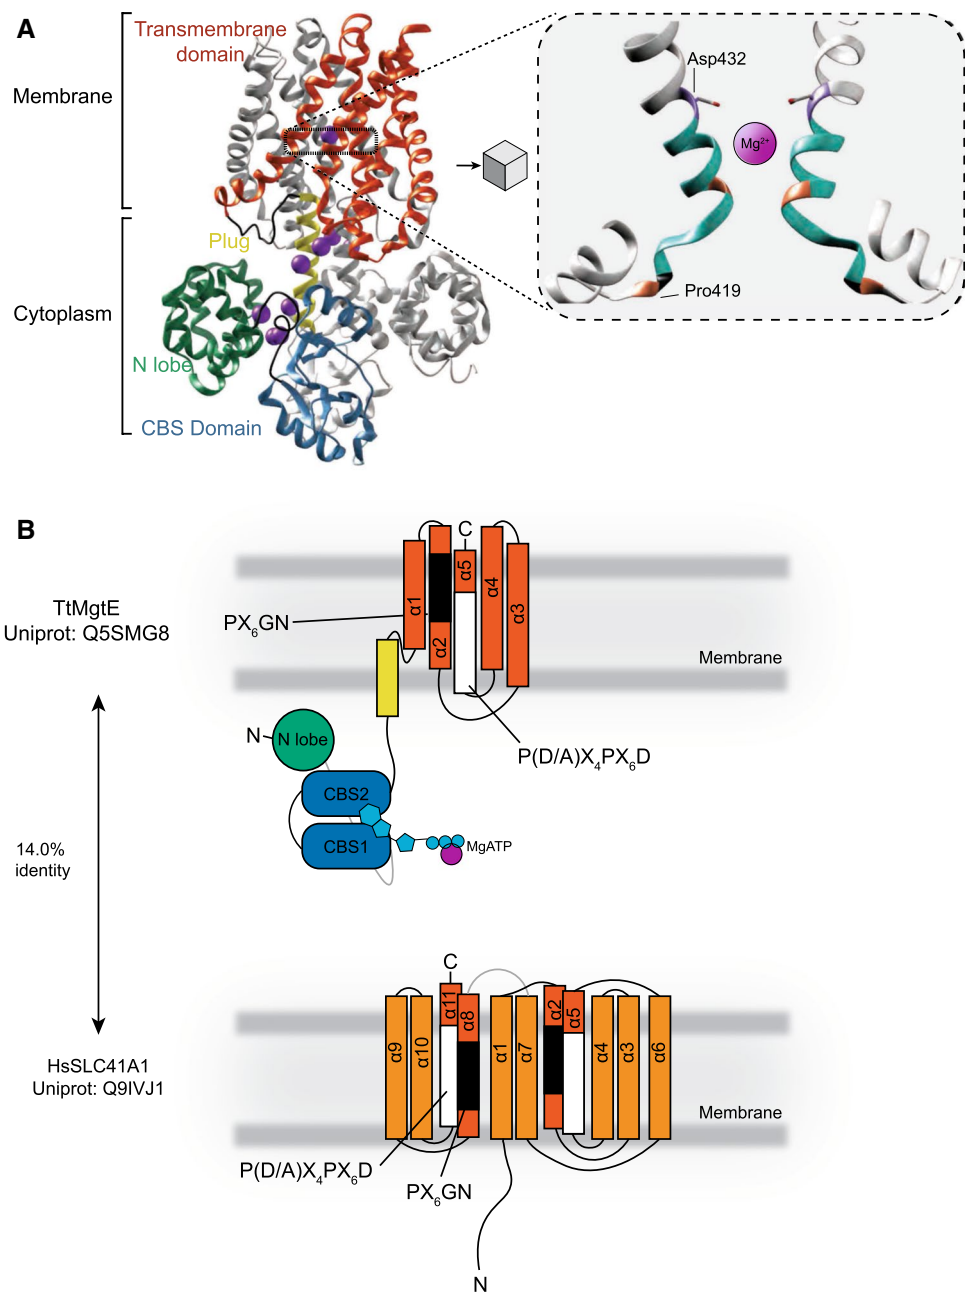 A
Transmembrane
domain
Membrane
Plug
Cytoplasm
N lobe
CBS Domain
Asp432
Mg²⁺
Pro419
B
TtMgtE
Uniprot: Q5SMG8
PX₆GN
C
α1
α2
α5
α4
α3
Membrane
P(D/A)X₄PX₆D
N
N lobe
CBS2
CBS1
MgATP
14.0%
identity
HsSLC41A1
Uniprot: Q9IVJ1
C
α9
α10
α11
α8
α1
α7
α2
α5
α4
α3
α6
Membrane
P(D/A)X₄PX₆D
PX₆GN
N